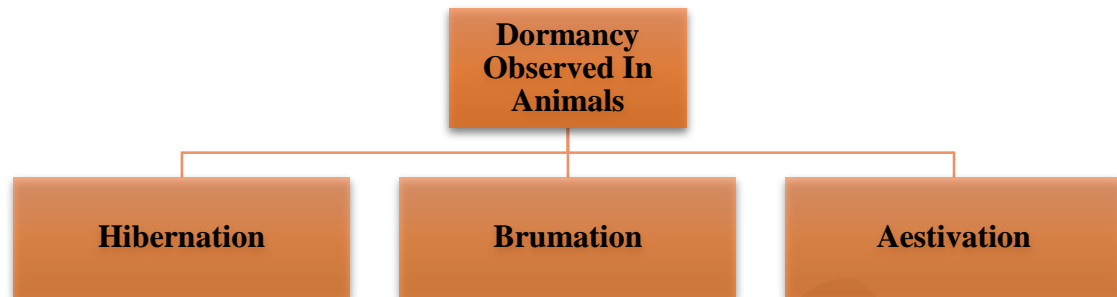 Dormancy
Observed In
Animals
Hibernation
Brumation
Aestivation